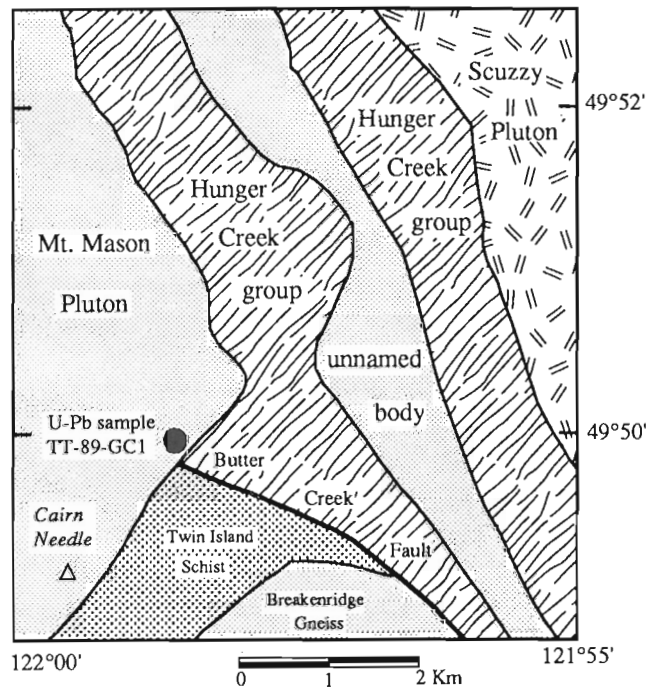 Scuzzy
Pluton
49°52'
Hunger
Creek
group
Hunger
Creek
group
Mt. Mason
Pluton
unnamed
body
U-Pb sample
TT-89-GC1
49°50'
Butter
Creek
Fault
Cairn
Needle
Twin Island
Schist
Breakenridge
Gneiss
122°00'
121°55'
0 1 2 Km